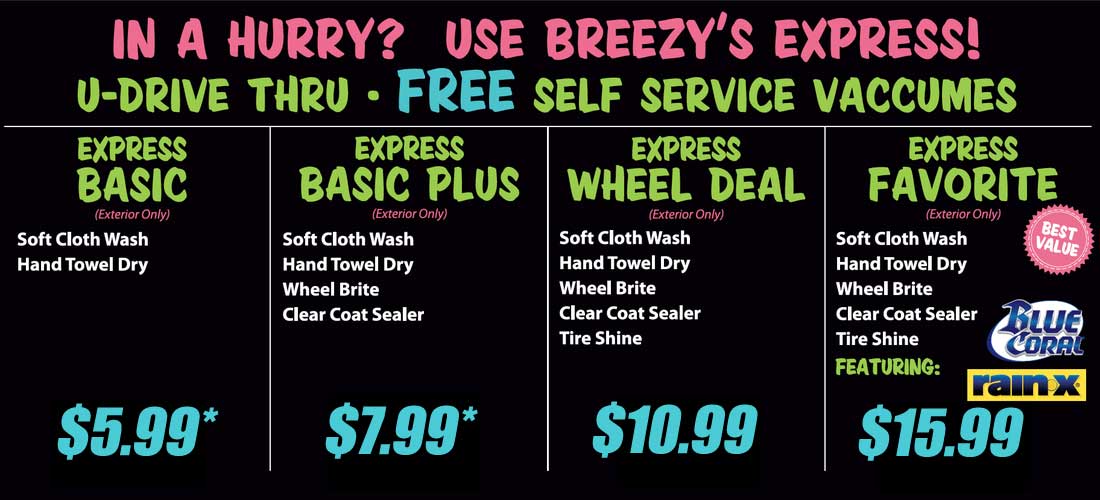 IN A HURRY? USE BREEZY'S EXPRESS!
U-DRIVE THRU • FREE SELF SERVICE VACCUMES
EXPRESS
BASIC
(Exterior Only)
Soft Cloth Wash
Hand Towel Dry
$5.99*
EXPRESS
BASIC PLUS
(Exterior Only)
Soft Cloth Wash
Hand Towel Dry
Wheel Brite
Clear Coat Sealer
$7.99*
EXPRESS
WHEEL DEAL
(Exterior Only)
Soft Cloth Wash
Hand Towel Dry
Wheel Brite
Clear Coat Sealer
Tire Shine
$10.99
EXPRESS
FAVORITE
(Exterior Only)
BEST
VALUE
Soft Cloth Wash
Hand Towel Dry
Wheel Brite
Clear Coat Sealer
Tire Shine
FEATURING:
BLUE
CORAL
rain-x
$15.99